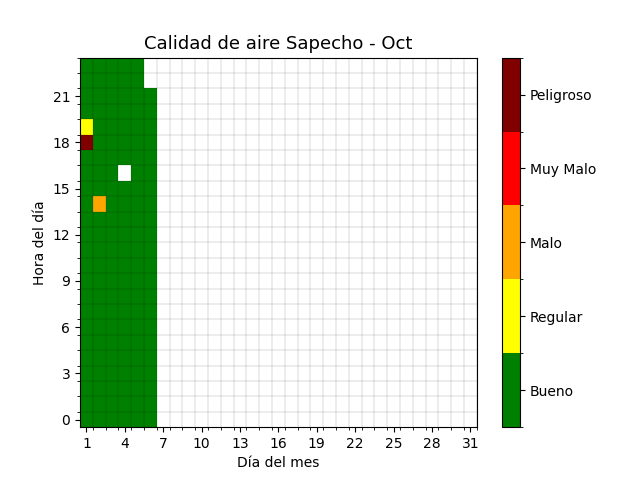 Calidad de aire Sapecho - Oct
Hora del día
21
18
15
12
9
6
3
0
1 4 7 10 13 16 19 22 25 28 31
Día del mes
Peligroso
Muy Malo
Malo
Regular
Bueno